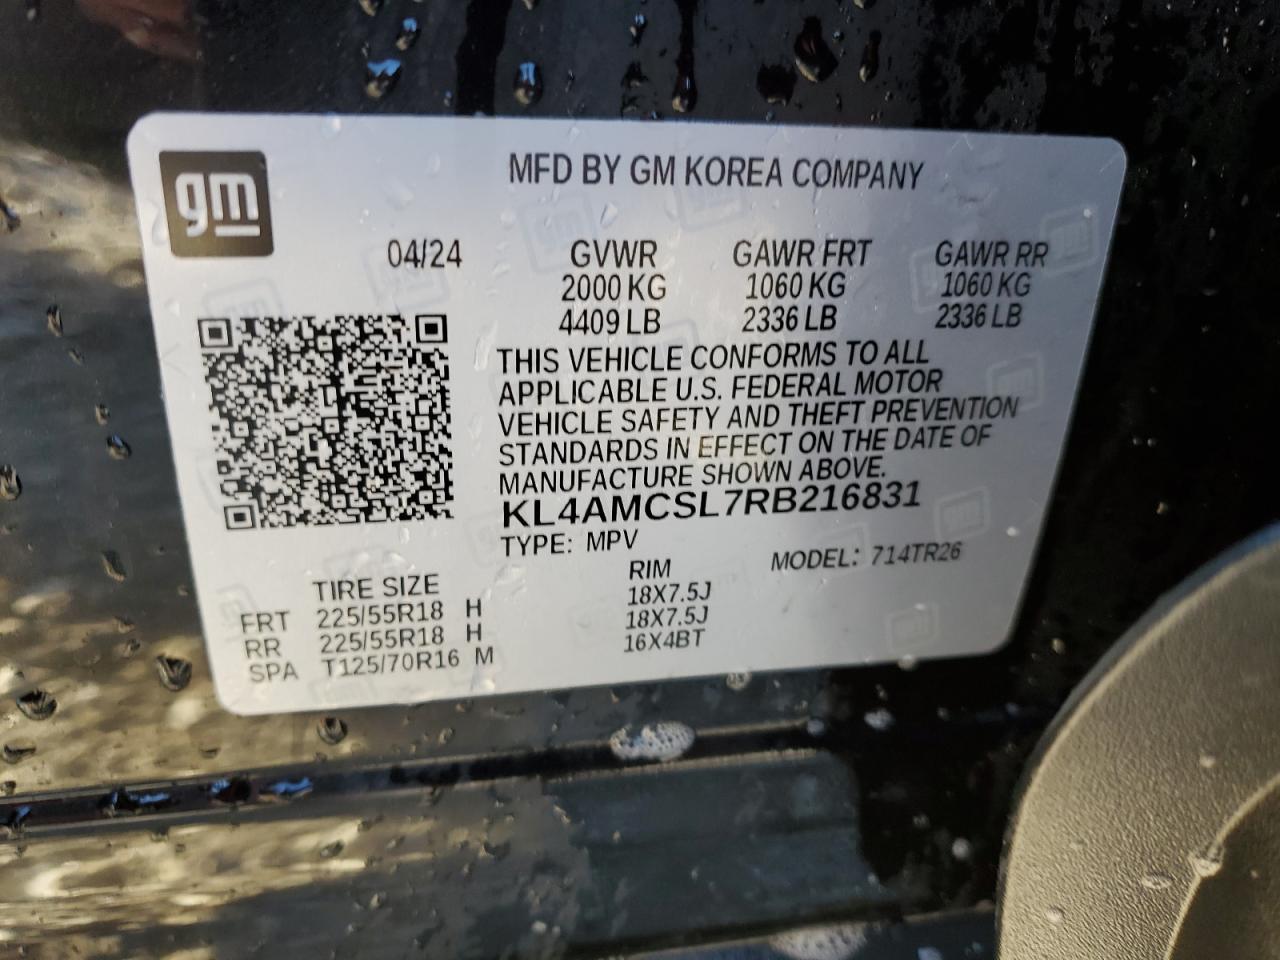 gm
MFD BY GM KOREA COMPANY
04/24 GVWR GAWR FRT GAWR RR
2000 KG 1060 KG 1060 KG
4409 LB 2336 LB 2336 LB
THIS VEHICLE CONFORMS TO ALL
APPLICABLE U.S. FEDERAL MOTOR
VEHICLE SAFETY AND THEFT PREVENTION
STANDARDS IN EFFECT ON THE DATE OF
MANUFACTURE SHOWN ABOVE.
KL4AMCSL7RB216831
TYPE: MPV MODEL: 714TR26
TIRE SIZE RIM
FRT 225/55R18 H 18X7.5J
RR 225/55R18 H 18X7.5J
SPA T125/70R16 M 16X4BT